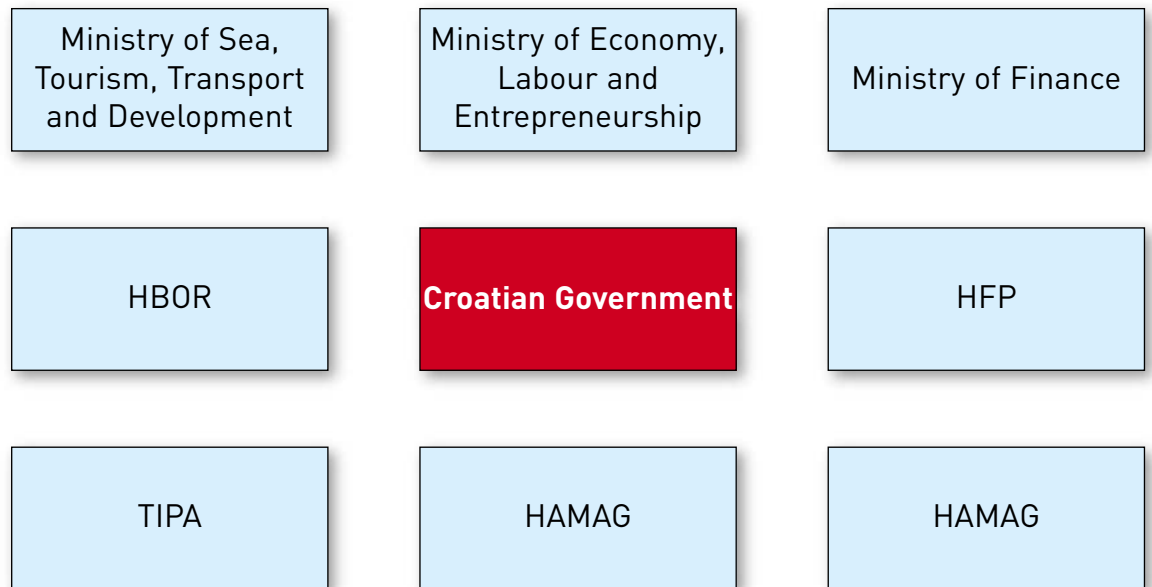 Ministry of Sea,
Tourism, Transport
and Development
Ministry of Economy,
Labour and
Entrepreneurship
Ministry of Finance
HBOR
Croatian Government
HFP
TIPA
HAMAG
HAMAG